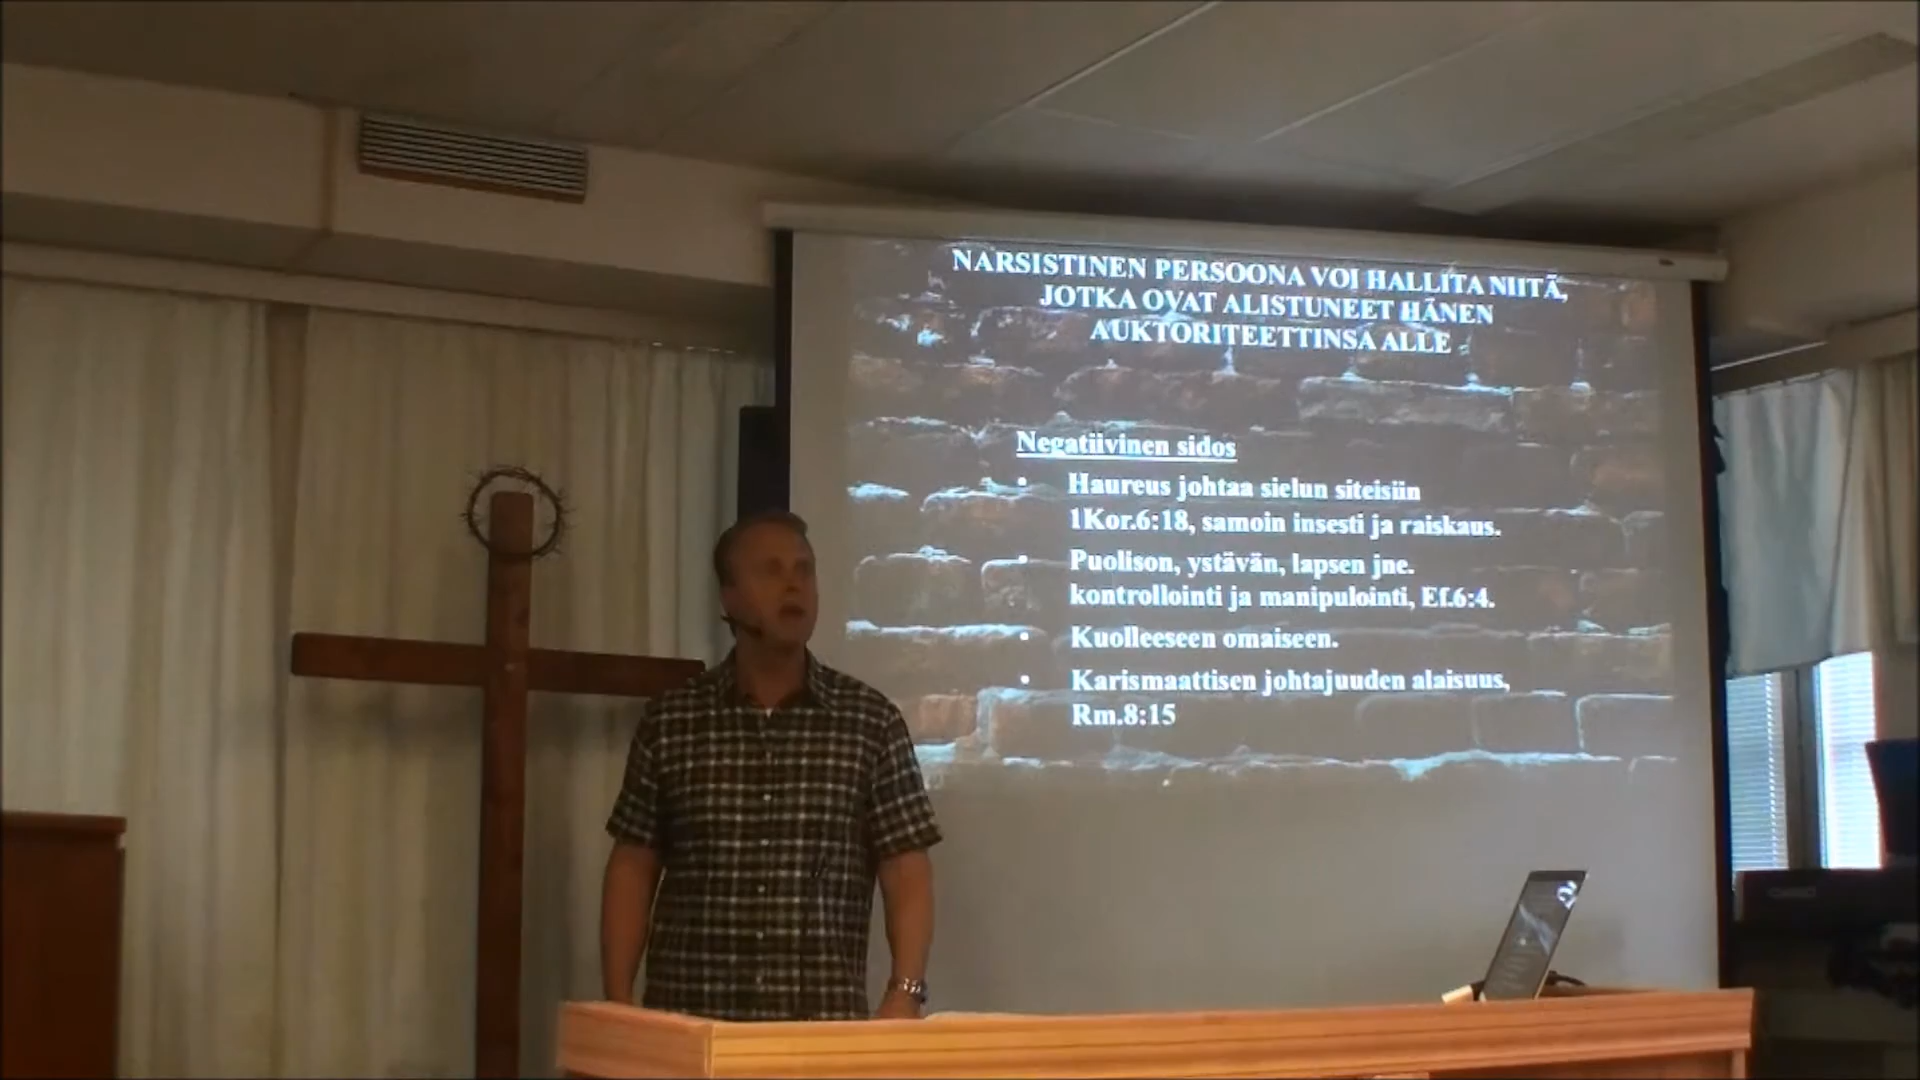 NARSISTINEN PERSOONA VOI HALLITA NIITÄ,
JOTKA OVAT ALISTUNEET HÄNEN
AUKTORITEETTINSA ALLE
Negatiivinen sidos
• Haureus johtaa sielun siteisiin
1Kor.6:18, samoin insesti ja raiskaus.
• Puolison, ystävän, lapsen jne.
kontrollointi ja manipulointi, Ef.6:4.
• Kuolleeseen omaiseen.
• Karismaattisen johtajuuden alaisuus,
Rm.8:15